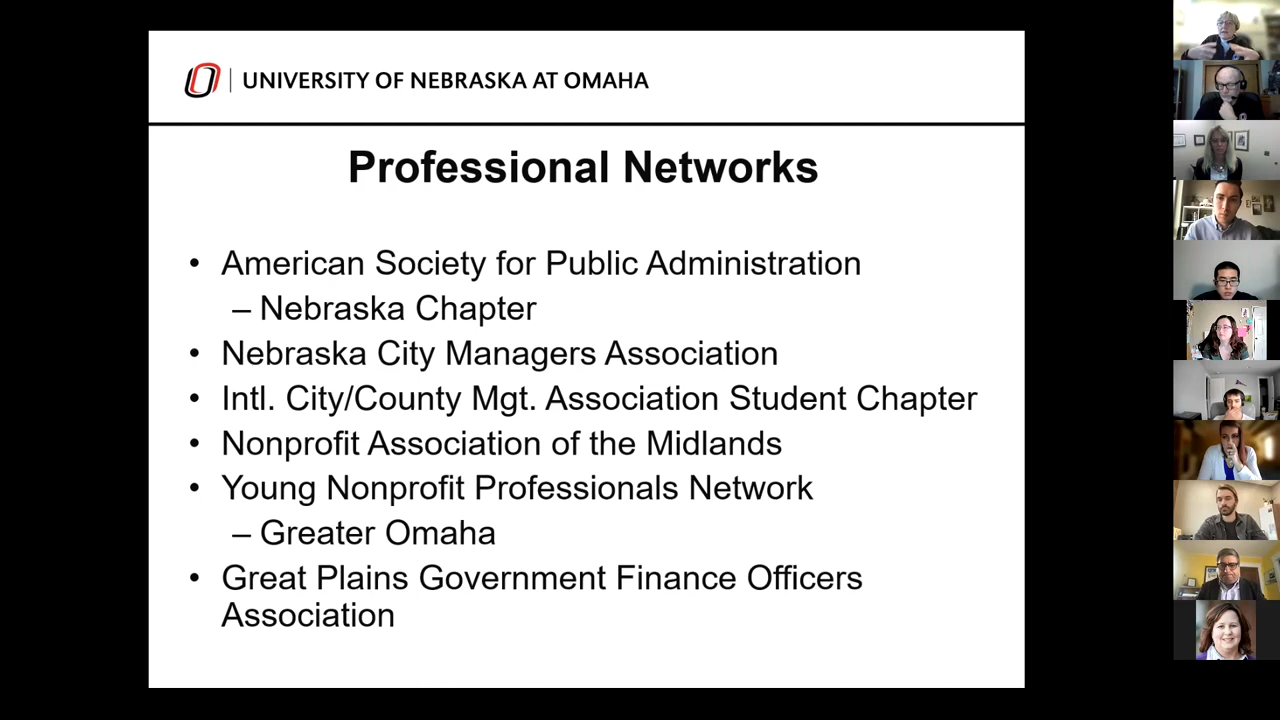 UNIVERSITY OF NEBRASKA AT OMAHA
Professional Networks
• American Society for Public Administration
– Nebraska Chapter
• Nebraska City Managers Association
• Intl. City/County Mgt. Association Student Chapter
• Nonprofit Association of the Midlands
• Young Nonprofit Professionals Network
– Greater Omaha
• Great Plains Government Finance Officers
Association